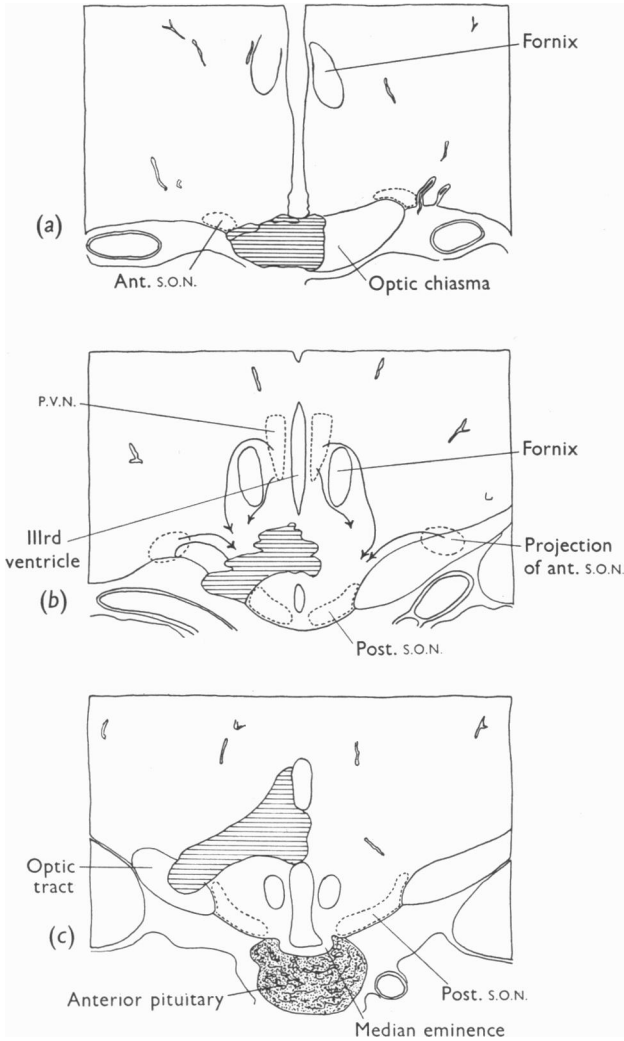 Fornix
(a)
Ant. S.O.N.
Optic chiasma
P.V.N.
Fornix
IIIrd
ventricle
Projection
of ant. S.O.N.
(b)
Post. S.O.N.
Optic
tract
(c)
Anterior pituitary
Post. S.O.N.
Median eminence